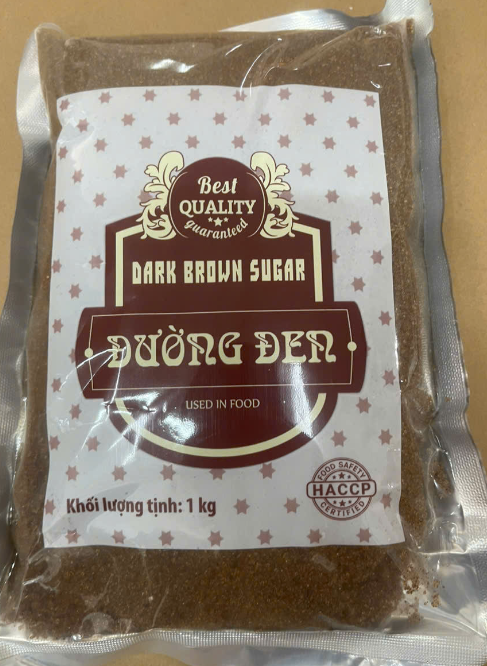 Best
QUALITY
guaranteed
DARK BROWN SUGAR
ĐƯỜNG ĐEN
USED IN FOOD
Khối lượng tịnh: 1 kg
FOOD SAFETY
HACCP
CERTIFIED